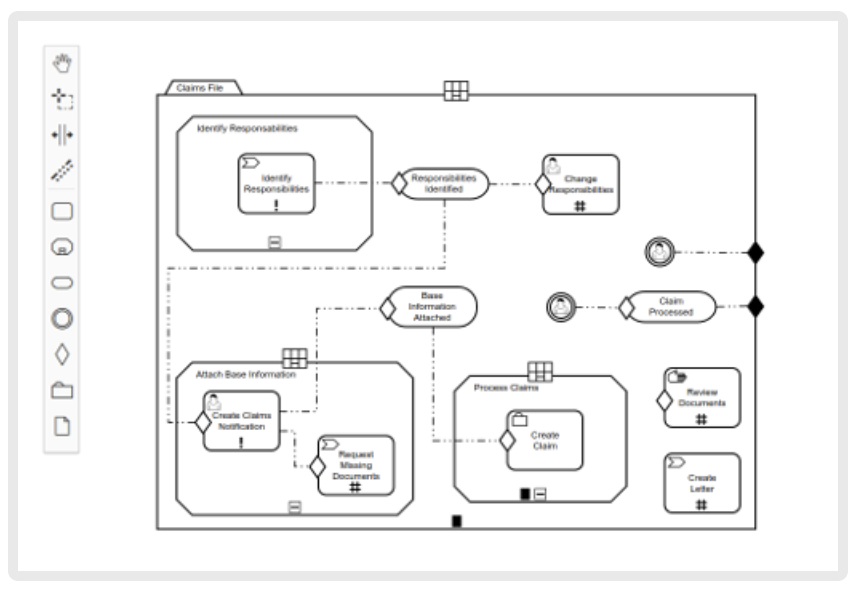 Claims File
Identify Responsabilities
Identify
Responsibilities
!
Responsibilities
Identified
Change
Responsibilities
#
Base
Information
Attached
Claim
Processed
Attach Base Information
Create Claims
Notification
!
Request
Missing
Documents
#
Process Claims
Create
Claim
Review
Documents
#
Create
Letter
#